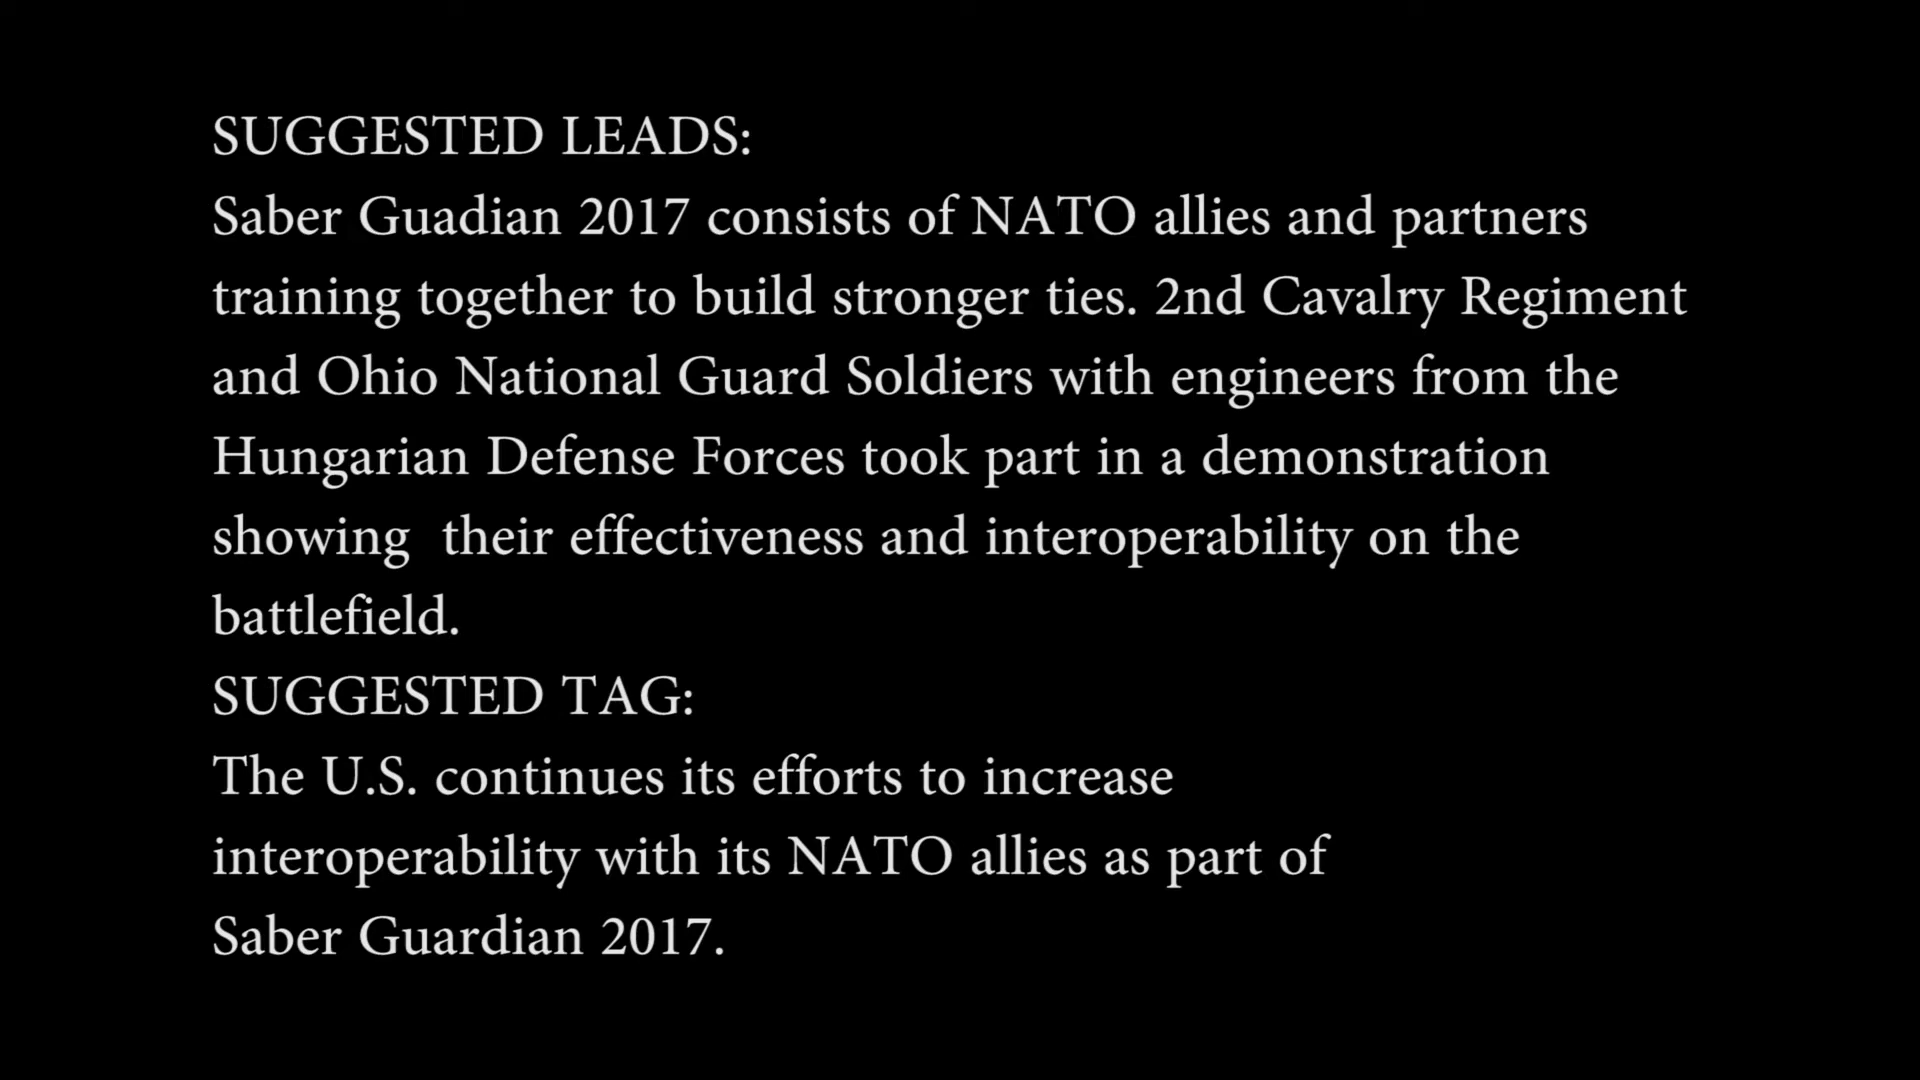 SUGGESTED LEADS:
Saber Guadian 2017 consists of NATO allies and partners
training together to build stronger ties. 2nd Cavalry Regiment
and Ohio National Guard Soldiers with engineers from the
Hungarian Defense Forces took part in a demonstration
showing  their effectiveness and interoperability on the
battlefield.
SUGGESTED TAG:
The U.S. continues its efforts to increase
interoperability with its NATO allies as part of
Saber Guardian 2017.